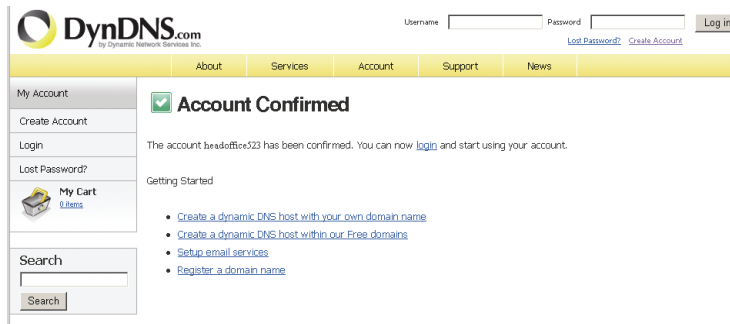 DynDNS.com
by Dynamic Network Services Inc.
Username
Password
Log in
Lost Password? Create Account
About Services Account Support News
My Account
Create Account
Login
Lost Password?
My Cart
0 items
Search
Search
Account Confirmed
The account headoffice523 has been confirmed. You can now login and start using your account.
Getting Started
• Create a dynamic DNS host with your own domain name
• Create a dynamic DNS host within our Free domains
• Setup email services
• Register a domain name